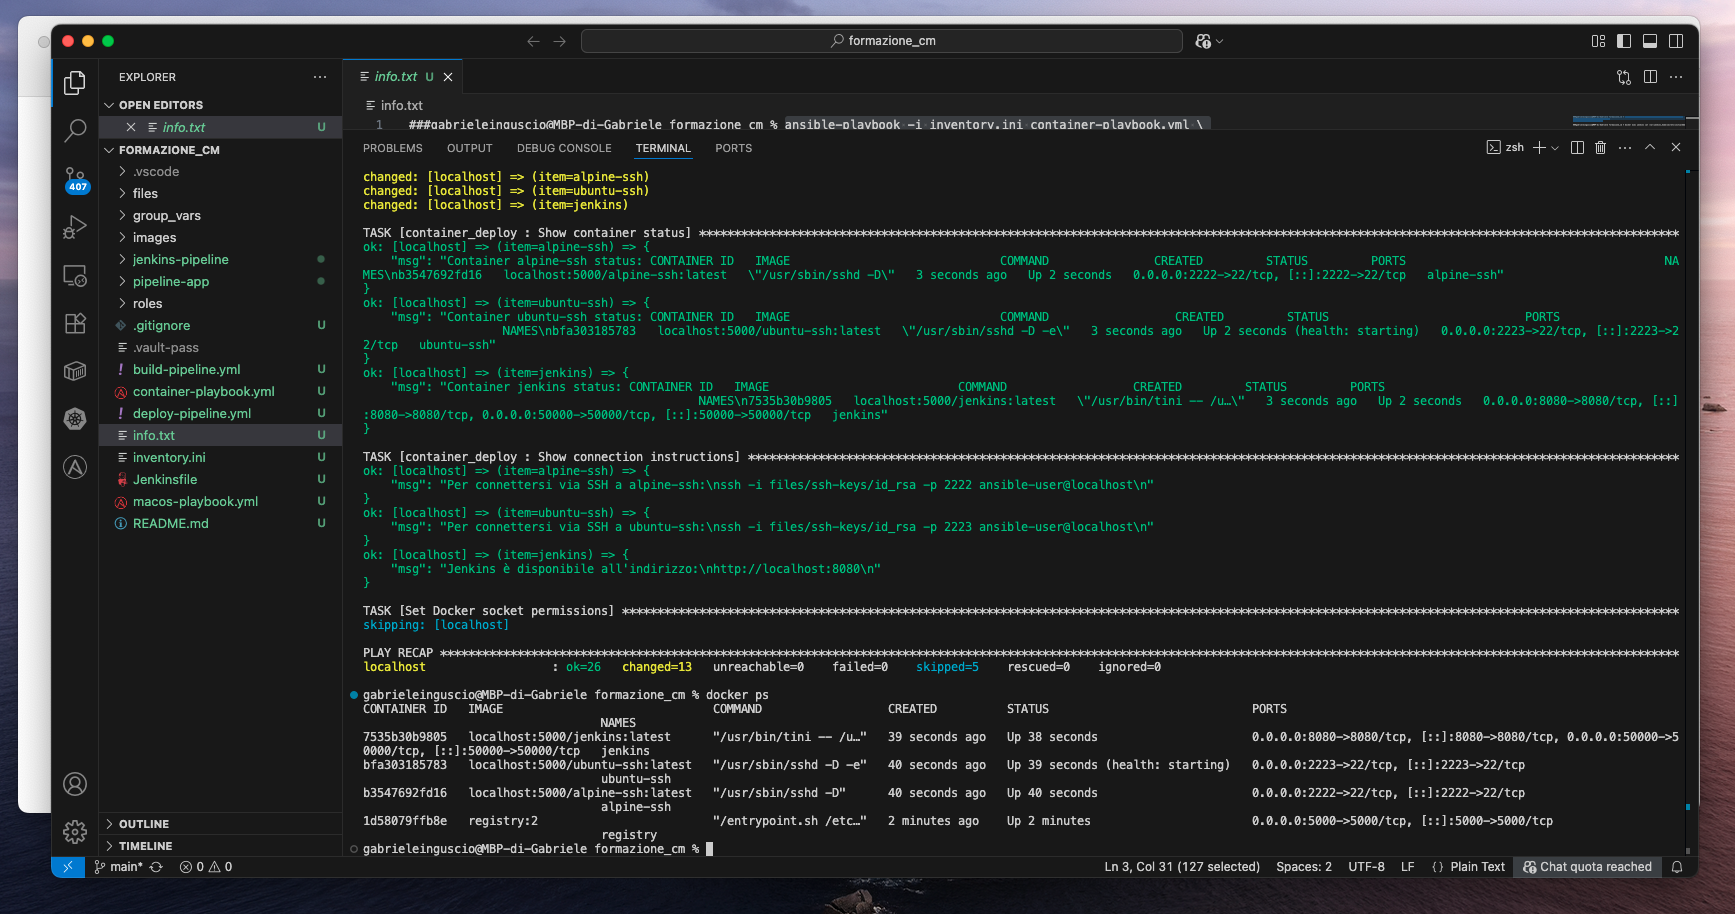 formazione_cm
EXPLORER
OPEN EDITORS
info.txt U
FORMAZIONE_CM
.vscode
files
group_vars
images
jenkins-pipeline
pipeline-app
roles
.gitignore U
.vault-pass
build-pipeline.yml U
container-playbook.yml U
deploy-pipeline.yml U
info.txt U
inventory.ini U
Jenkinsfile U
macos-playbook.yml U
README.md U
OUTLINE
TIMELINE
407
info.txt U
info.txt
1 ###gabrieleinguscio@MBP-di-Gabriele formazione_cm % ansible-playbook -i inventory.ini container-playbook.yml \
PROBLEMS OUTPUT DEBUG CONSOLE TERMINAL PORTS
zsh
changed: [localhost] => (item=alpine-ssh)
changed: [localhost] => (item=ubuntu-ssh)
changed: [localhost] => (item=jenkins)
TASK [container_deploy : Show container status] ****
ok: [localhost] => (item=alpine-ssh) => {
"msg": "Container alpine-ssh status: CONTAINER ID IMAGE COMMAND CREATED STATUS PORTS NA
MES\nb3547692fd16 localhost:5000/alpine-ssh:latest \"/usr/sbin/sshd -D\" 3 seconds ago Up 2 seconds 0.0.0.0:2222->22/tcp, [::]:2222->22/tcp alpine-ssh"
}
ok: [localhost] => (item=ubuntu-ssh) => {
"msg": "Container ubuntu-ssh status: CONTAINER ID IMAGE COMMAND CREATED STATUS PORTS
NAMES\nbfa303185783 localhost:5000/ubuntu-ssh:latest \"/usr/sbin/sshd -D -e\" 3 seconds ago Up 2 seconds (health: starting) 0.0.0.0:2223->22/tcp, [::]:2223->2
2/tcp ubuntu-ssh"
}
ok: [localhost] => (item=jenkins) => {
"msg": "Container jenkins status: CONTAINER ID IMAGE COMMAND CREATED STATUS PORTS
NAMES\n7535b30b9805 localhost:5000/jenkins:latest \"/usr/bin/tini -- /u…\" 3 seconds ago Up 2 seconds 0.0.0.0:8080->8080/tcp, [::]
:8080->8080/tcp, 0.0.0.0:50000->50000/tcp, [::]:50000->50000/tcp jenkins"
}
TASK [container_deploy : Show connection instructions] ****
ok: [localhost] => (item=alpine-ssh) => {
"msg": "Per connettersi via SSH a alpine-ssh:\nssh -i files/ssh-keys/id_rsa -p 2222 ansible-user@localhost\n"
}
ok: [localhost] => (item=ubuntu-ssh) => {
"msg": "Per connettersi via SSH a ubuntu-ssh:\nssh -i files/ssh-keys/id_rsa -p 2223 ansible-user@localhost\n"
}
ok: [localhost] => (item=jenkins) => {
"msg": "Jenkins è disponibile all'indirizzo:\nhttp://localhost:8080\n"
}
TASK [Set Docker socket permissions] ****
skipping: [localhost]
PLAY RECAP ****
localhost : ok=26 changed=13 unreachable=0 failed=0 skipped=5 rescued=0 ignored=0
gabrieleinguscio@MBP-di-Gabriele formazione_cm % docker ps
CONTAINER ID IMAGE COMMAND CREATED STATUS PORTS
NAMES
7535b30b9805 localhost:5000/jenkins:latest "/usr/bin/tini -- /u…" 39 seconds ago Up 38 seconds 0.0.0.0:8080->8080/tcp, [::]:8080->8080/tcp, 0.0.0.0:50000->5
0000/tcp, [::]:50000->50000/tcp jenkins
bfa303185783 localhost:5000/ubuntu-ssh:latest "/usr/sbin/sshd -D -e" 40 seconds ago Up 39 seconds (health: starting) 0.0.0.0:2223->22/tcp, [::]:2223->22/tcp
ubuntu-ssh
b3547692fd16 localhost:5000/alpine-ssh:latest "/usr/sbin/sshd -D" 40 seconds ago Up 40 seconds 0.0.0.0:2222->22/tcp, [::]:2222->22/tcp
alpine-ssh
1d58079ffb8e registry:2 "/entrypoint.sh /etc…" 2 minutes ago Up 2 minutes 0.0.0.0:5000->5000/tcp, [::]:5000->5000/tcp
registry
gabrieleinguscio@MBP-di-Gabriele formazione_cm %
main* 0 0 Ln 3, Col 31 (127 selected) Spaces: 2 UTF-8 LF {} Plain Text Chat quota reached